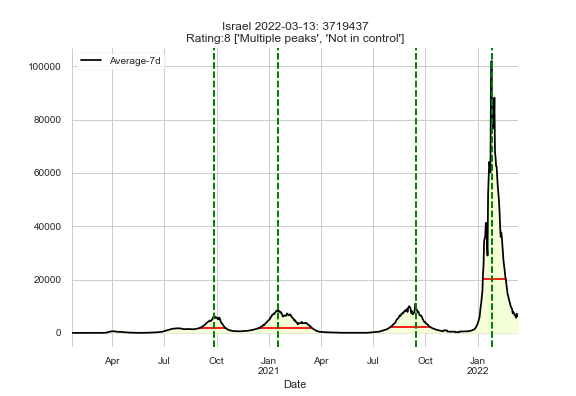 Israel 2022-03-13: 3719437
Rating:8 ['Multiple peaks', 'Not in control']
Average-7d
100000
80000
60000
40000
20000
0
Apr Jul Oct Jan Apr Jul Oct Jan
2021 2022
Date